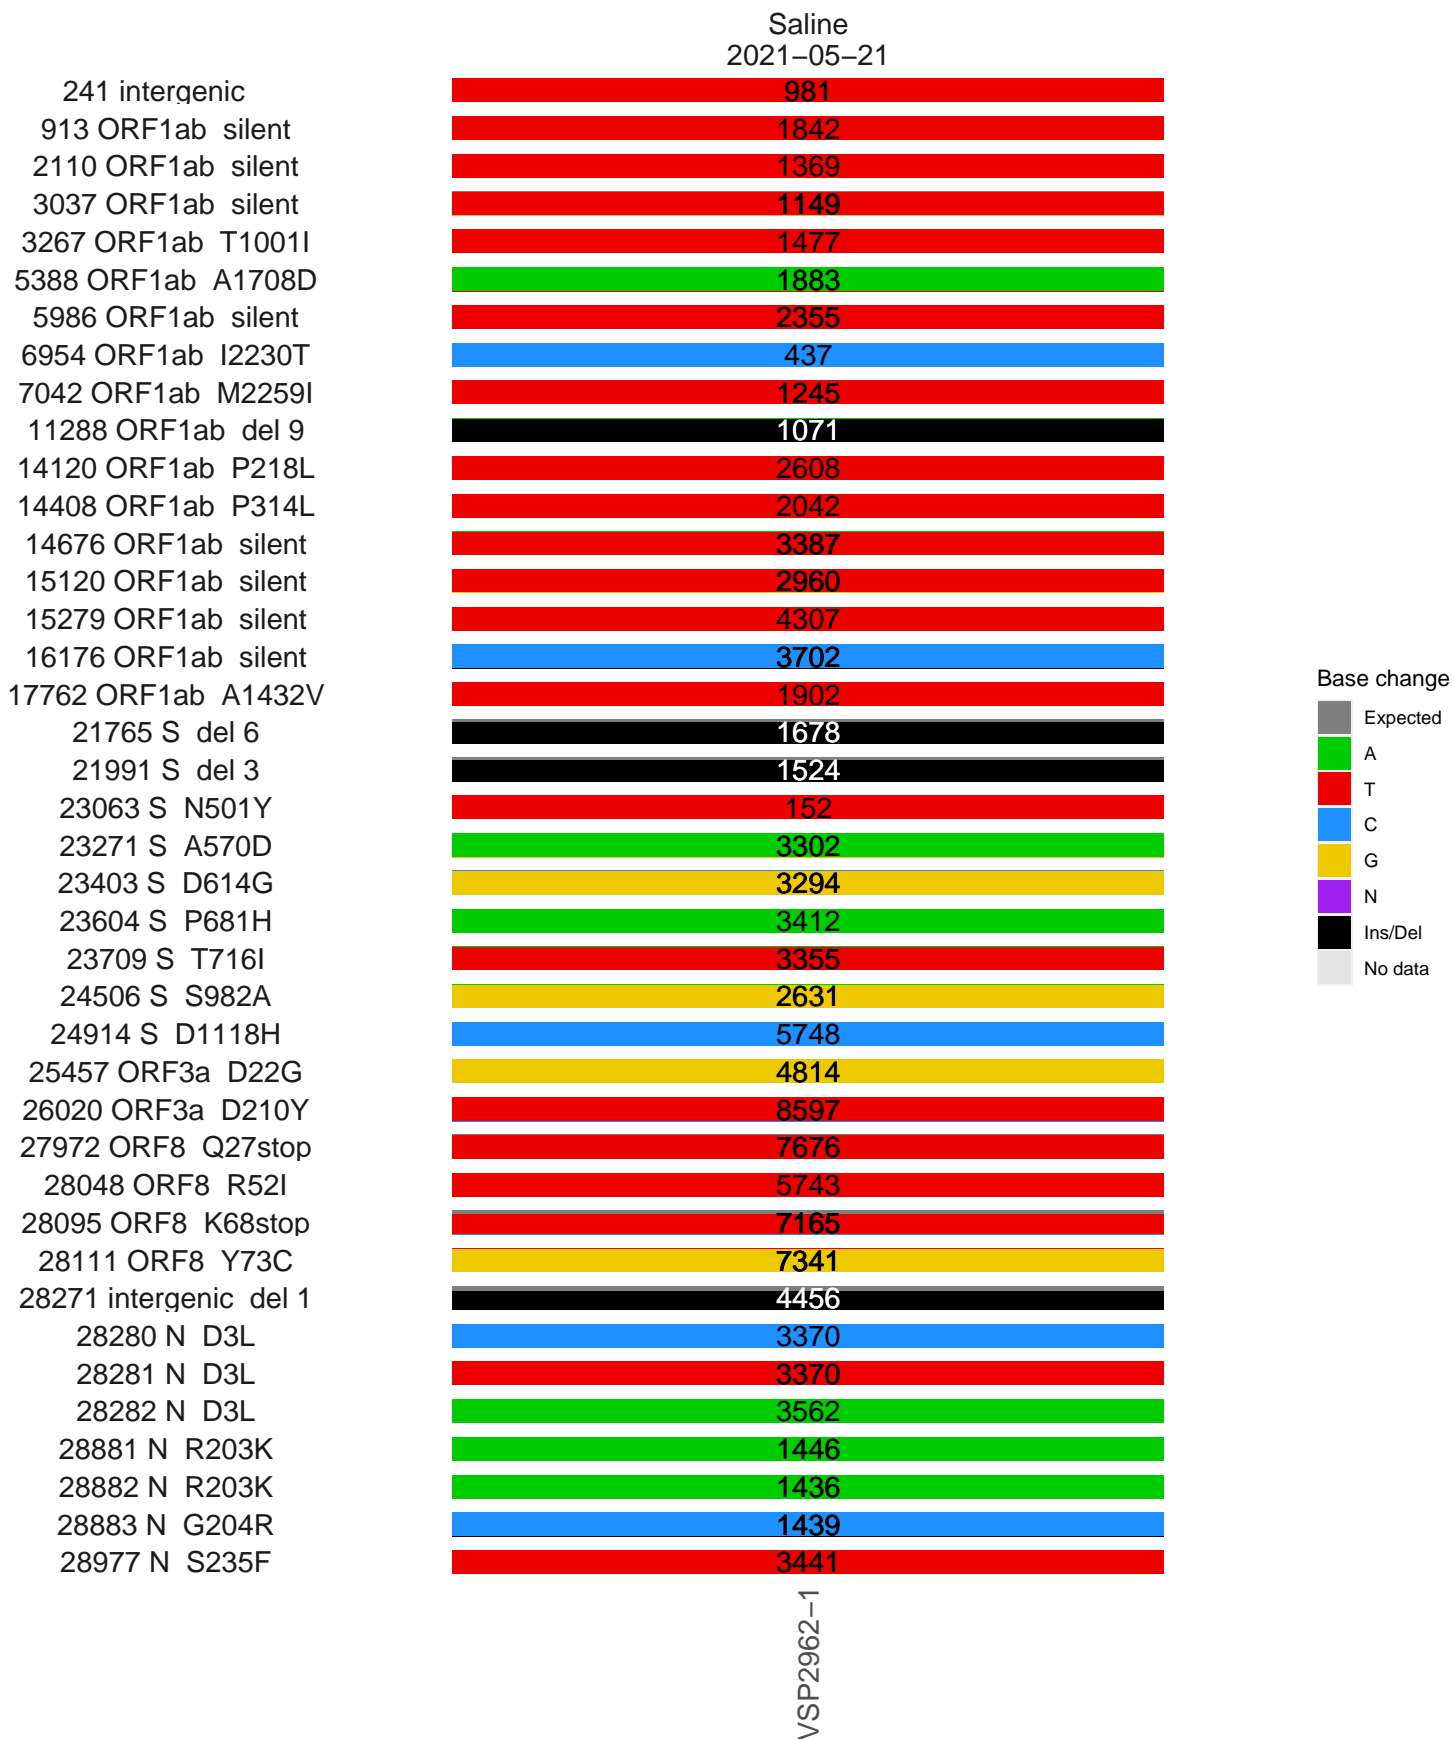 Saline
2021−05−21
241 intergenic 981
913 ORF1ab silent 1842
2110 ORF1ab silent 1369
3037 ORF1ab silent 1149
3267 ORF1ab T1001I 1477
5388 ORF1ab A1708D 1883
5986 ORF1ab silent 2355
6954 ORF1ab I2230T 437
7042 ORF1ab M2259I 1245
11288 ORF1ab del 9 1071
14120 ORF1ab P218L 2608
14408 ORF1ab P314L 2042
14676 ORF1ab silent 3387
15120 ORF1ab silent 2960
15279 ORF1ab silent 4307
16176 ORF1ab silent 3702
17762 ORF1ab A1432V 1902
21765 S del 6 1678
21991 S del 3 1524
23063 S N501Y 152
23271 S A570D 3302
23403 S D614G 3294
23604 S P681H 3412
23709 S T716I 3355
24506 S S982A 2631
24914 S D1118H 5748
25457 ORF3a D22G 4814
26020 ORF3a D210Y 8597
27972 ORF8 Q27stop 7676
28048 ORF8 R52I 5743
28095 ORF8 K68stop 7165
28111 ORF8 Y73C 7341
28271 intergenic del 1 4456
28280 N D3L 3370
28281 N D3L 3370
28282 N D3L 3562
28881 N R203K 1446
28882 N R203K 1436
28883 N G204R 1439
28977 N S235F 3441
VSP2962−1
Base change
Expected
A
T
C
G
N
Ins/Del
No data